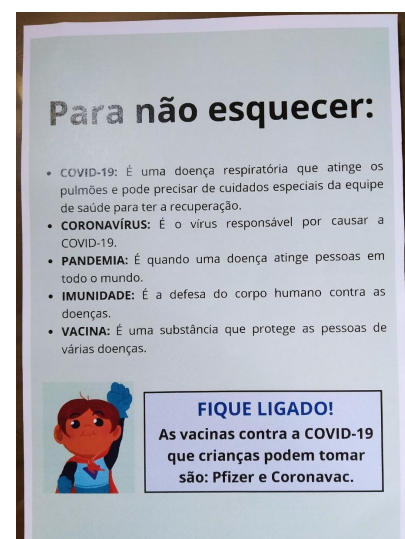 Para não esquecer:
• COVID-19: É uma doença respiratória que atinge os
pulmões e pode precisar de cuidados especiais da equipe
de saúde para ter a recuperação.
• CORONAVÍRUS: É o vírus responsável por causar a
COVID-19.
• PANDEMIA: É quando uma doença atinge pessoas em
todo o mundo.
• IMUNIDADE: É a defesa do corpo humano contra as
doenças.
• VACINA: É uma substância que protege as pessoas de
várias doenças.
FIQUE LIGADO!
As vacinas contra a COVID-19
que crianças podem tomar
são: Pfizer e Coronavac.